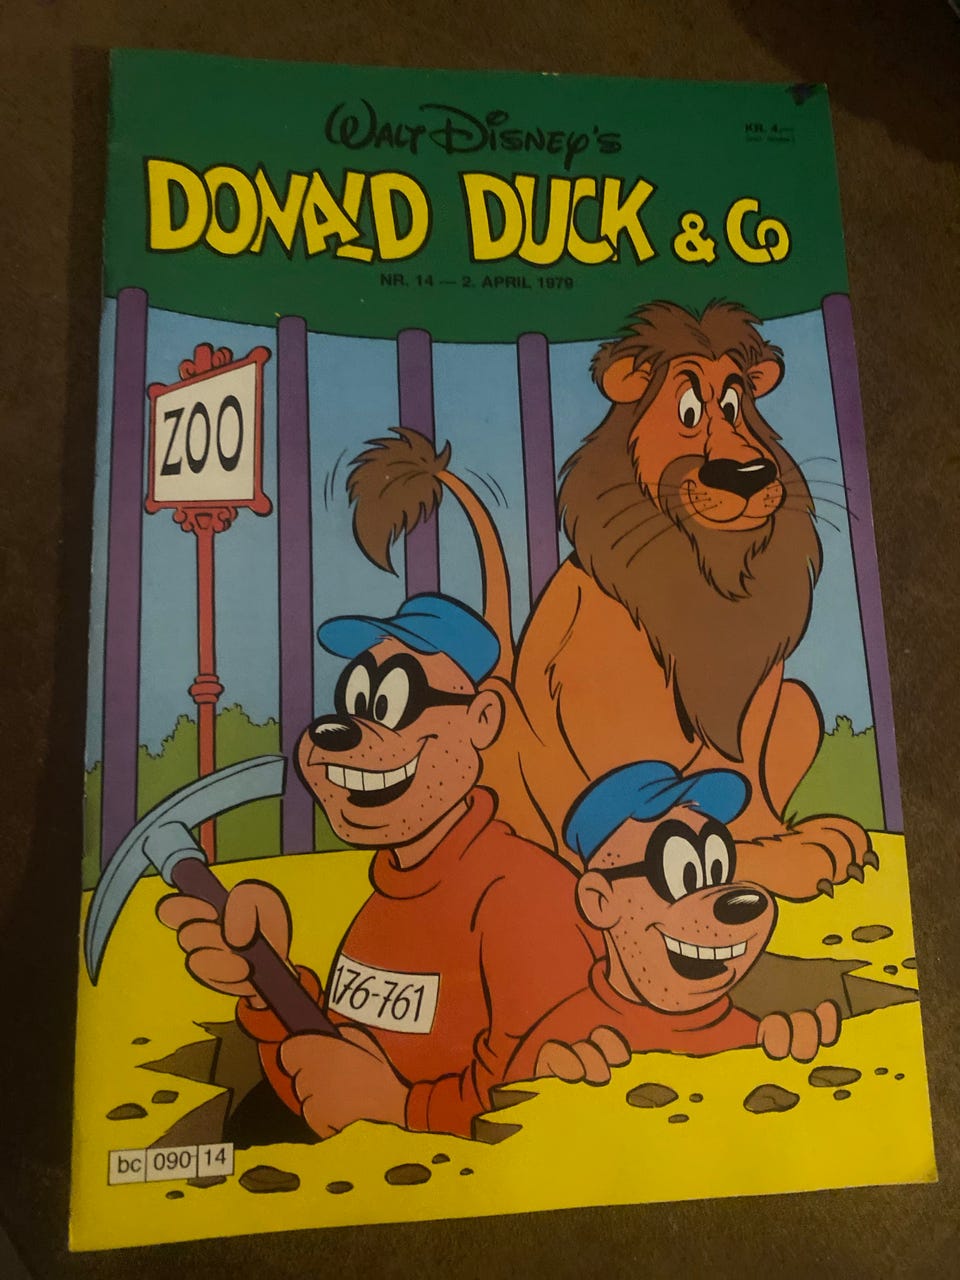 WALT DISNEY'S
KR. 4,—
DONALD DUCK & Co
NR. 14 — 2. APRIL 1979
ZOO
176-761
bc 090 14